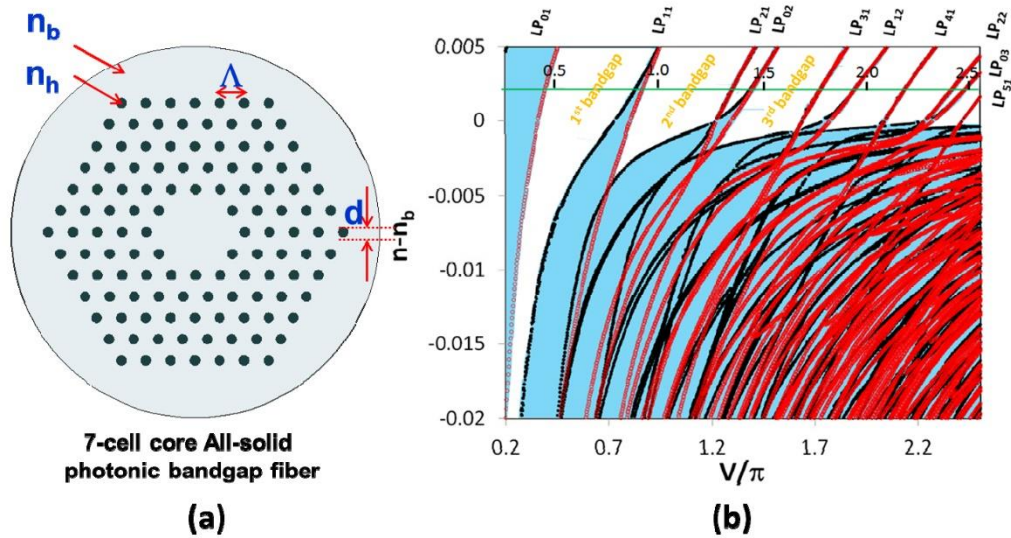 n_b
n_h
Λ
d
7-cell core All-solid
photonic bandgap fiber
(a)
LP₀₁
LP₁₁
LP₂₁
LP₀₂
LP₃₁
LP₁₂
LP₄₁
LP₂₂
LP₀₃
LP₅₁
0.005
0
-0.005
-0.01
-0.015
-0.02
n-n_b
0.5
1.0
1.5
2.0
2.5
1st bandgap
2nd bandgap
3rd bandgap
0.2
0.7
1.2
1.7
2.2
V/π
(b)